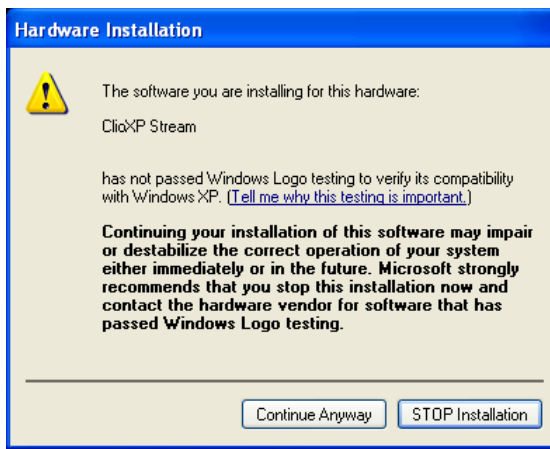 Hardware Installation
The software you are installing for this hardware:
ClioXP Stream
has not passed Windows Logo testing to verify its compatibility
with Windows XP. (Tell me why this testing is important.)
Continuing your installation of this software may impair
or destabilize the correct operation of your system
either immediately or in the future. Microsoft strongly
recommends that you stop this installation now and
contact the hardware vendor for software that has
passed Windows Logo testing.
Continue Anyway
STOP Installation